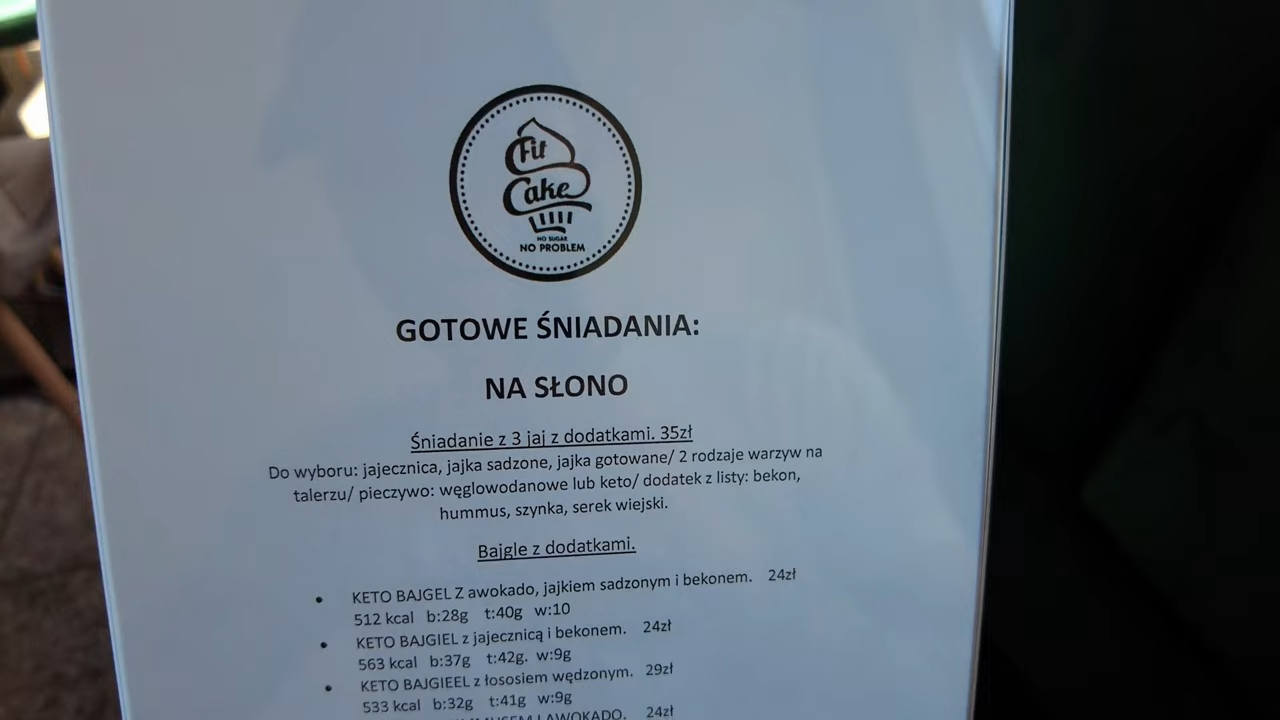 Fit
Cake
NO SUGAR
NO PROBLEM
GOTOWE ŚNIADANIA:
NA SŁONO
Śniadanie z 3 jaj z dodatkami. 35zł
Do wyboru: jajecznica, jajka sadzone, jajka gotowane/ 2 rodzaje warzyw na
talerzu/ pieczywo: węglowodanowe lub keto/ dodatek z listy: bekon,
hummus, szynka, serek wiejski.
Bajgle z dodatkami.
• KETO BAJGEL Z awokado, jajkiem sadzonym i bekonem. 24zł
512 kcal b:28g t:40g w:10
• KETO BAJGIEL z jajecznicą i bekonem. 24zł
563 kcal b:37g t:42g. w:9g
• KETO BAJGIEEL z łososiem wędzonym. 29zł
533 kcal b:32g t:41g w:9g
I AWOKADO. 24zł